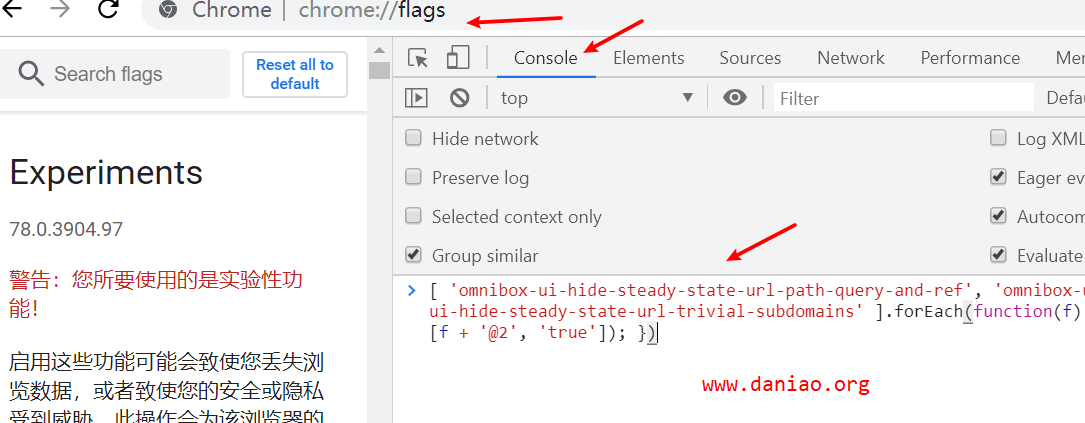 Chrome | chrome://flags
Search flags
Reset all to
default
Experiments
78.0.3904.97
警告：您所要使用的是实验性功
能！
启用这些功能可能会致使您丢失浏
览数据，或者致使您的安全或隐私
受到威胁，此操作会为该浏览器的
Console Elements Sources Network Performance Mer
top Filter Defa
Hide network Log XML
Preserve log Eager ev
Selected context only Autocom
Group similar Evaluate
> [ 'omnibox-ui-hide-steady-state-url-path-query-and-ref', 'omnibox-u
ui-hide-steady-state-url-trivial-subdomains' ].forEach(function(f)
[f + '@2', 'true']); })
www.daniao.org